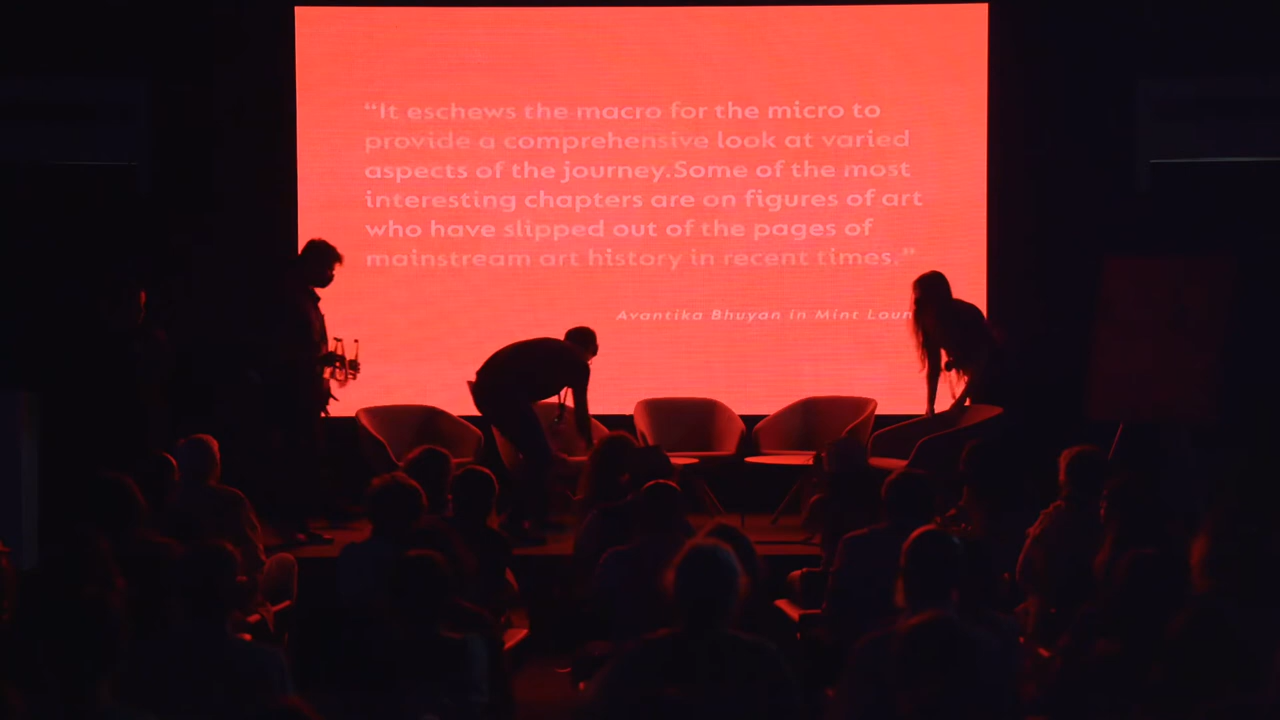 “It eschews the macro for the micro to
provide a comprehensive look at varied
aspects of the journey.Some of the most
interesting chapters are on figures of art
who have slipped out of the pages of
mainstream art history in recent times.”
Avantika Bhuyan in Mint Loun